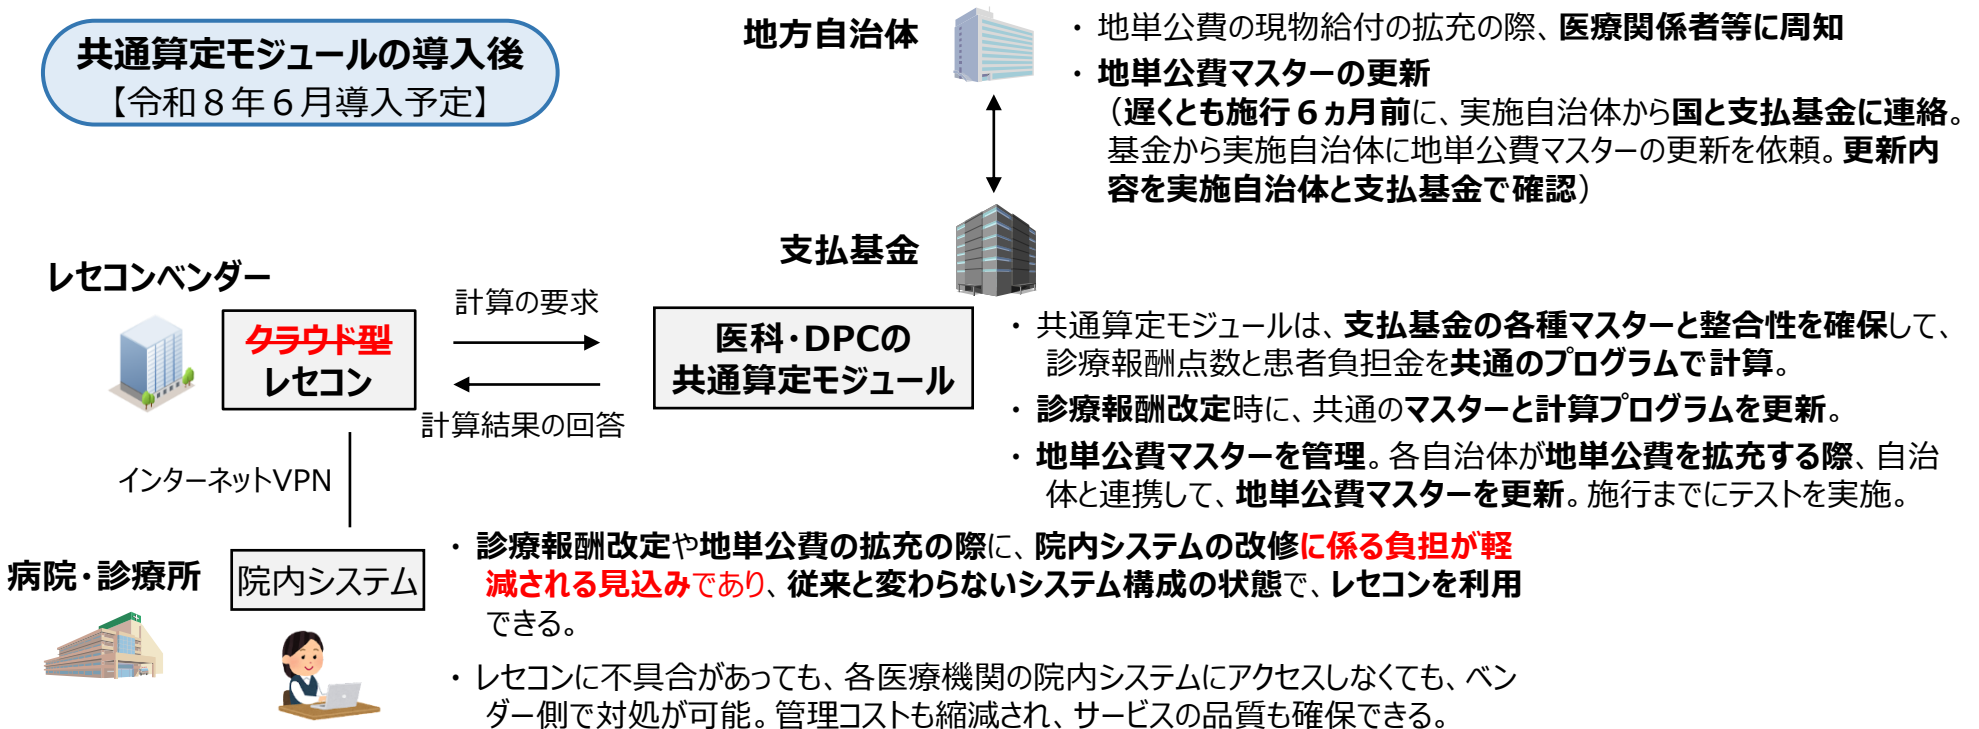 共通算定モジュールの導入後
【令和８年６月導入予定】
地方自治体
・ 地単公費の現物給付の拡充の際、医療関係者等に周知
・ 地単公費マスターの更新
（遅くとも施行６ヵ月前に、実施自治体から国と支払基金に連絡。
基金から実施自治体に地単公費マスターの更新を依頼。更新内
容を実施自治体と支払基金で確認）
支払基金
レセコンベンダー
クラウド型
レセコン
計算の要求
計算結果の回答
医科・DPCの
共通算定モジュール
・ 共通算定モジュールは、支払基金の各種マスターと整合性を確保して、
診療報酬点数と患者負担金を共通のプログラムで計算。
・ 診療報酬改定時に、共通のマスターと計算プログラムを更新。
・ 地単公費マスターを管理。各自治体が地単公費を拡充する際、自治
体と連携して、地単公費マスターを更新。施行までにテストを実施。
インターネットVPN
病院・診療所
院内システム
・ 診療報酬改定や地単公費の拡充の際に、院内システムの改修に係る負担が軽
減される見込みであり、従来と変わらないシステム構成の状態で、レセコンを利用
できる。
・ レセコンに不具合があっても、各医療機関の院内システムにアクセスしなくても、ベン
ダー側で対処が可能。管理コストも縮減され、サービスの品質も確保できる。